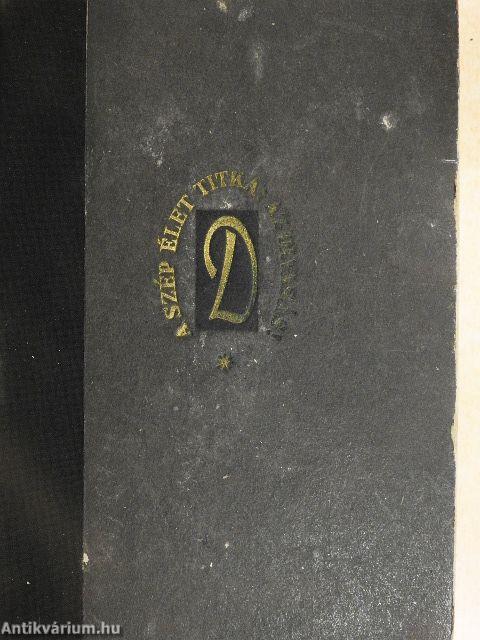 A SZÉP ÉLET TITKA:
D
Antikvárium.hu